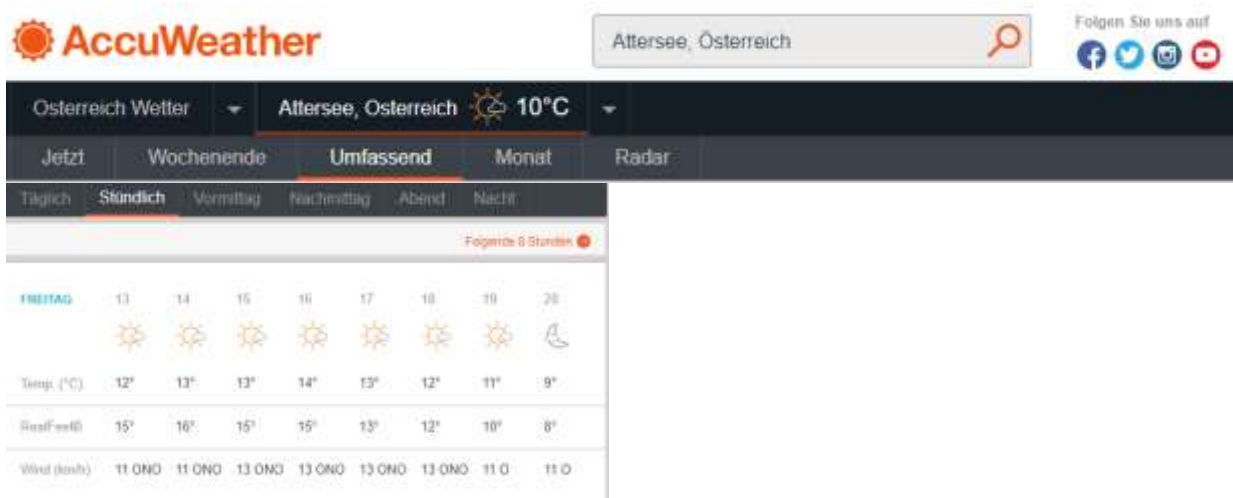 AccuWeather
Attersee, Österreich
Folgen Sie uns auf
Österreich Wetter Attersee, Österreich 10°C
Jetzt Wochenende Umfassend Monat Radar
Täglich Stündlich Vormittag Nachmittag Abend Nacht
Folgende 8 Stunden
FREITAG 13 14 15 16 17 18 19 20
Temp. (°C) 12° 13° 13° 14° 13° 12° 11° 9°
RealFeel® 15° 16° 15° 15° 13° 12° 10° 8°
Wind (km/h) 11 ONO 11 ONO 13 ONO 13 ONO 13 ONO 13 ONO 11 O 11 O